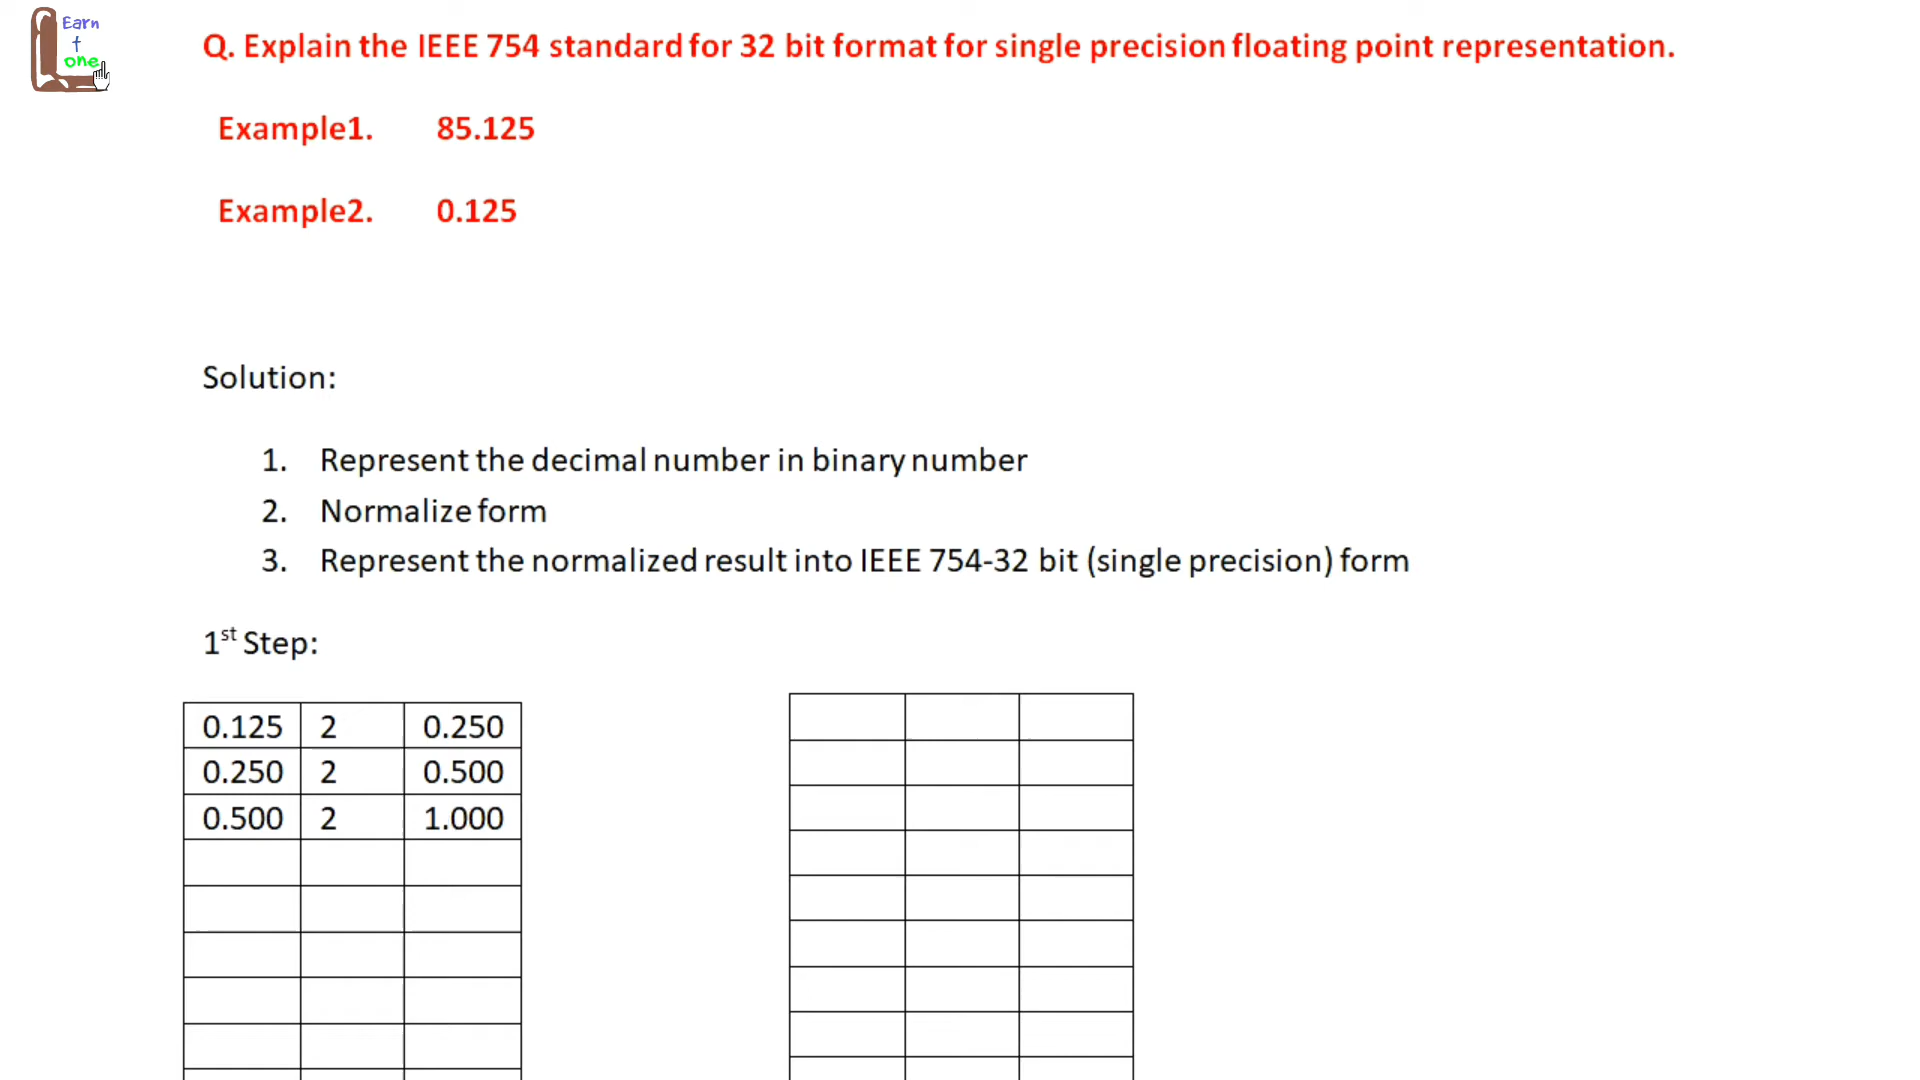 Earn
t
one
Q. Explain the IEEE 754 standard for 32 bit format for single precision floating point representation.
Example1. 85.125
Example2. 0.125
Solution:
1. Represent the decimal number in binary number
2. Normalize form
3. Represent the normalized result into IEEE 754-32 bit (single precision) form
1st Step:
0.125 2 0.250
0.250 2 0.500
0.500 2 1.000